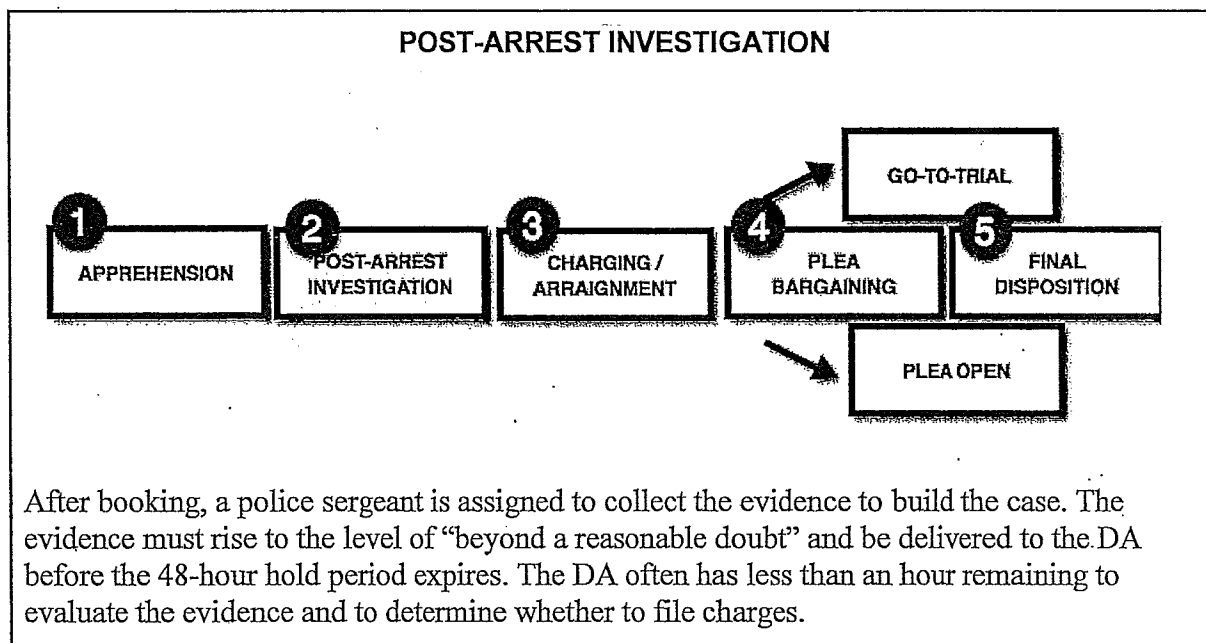 POST-ARREST INVESTIGATION
GO-TO-TRIAL
1
2
3
4
5
APPREHENSION
POST-ARREST
INVESTIGATION
CHARGING /
ARRAIGNMENT
PLEA
BARGAINING
FINAL
DISPOSITION
PLEA OPEN
After booking, a police sergeant is assigned to collect the evidence to build the case. The
evidence must rise to the level of “beyond a reasonable doubt” and be delivered to the DA
before the 48-hour hold period expires. The DA often has less than an hour remaining to
evaluate the evidence and to determine whether to file charges.